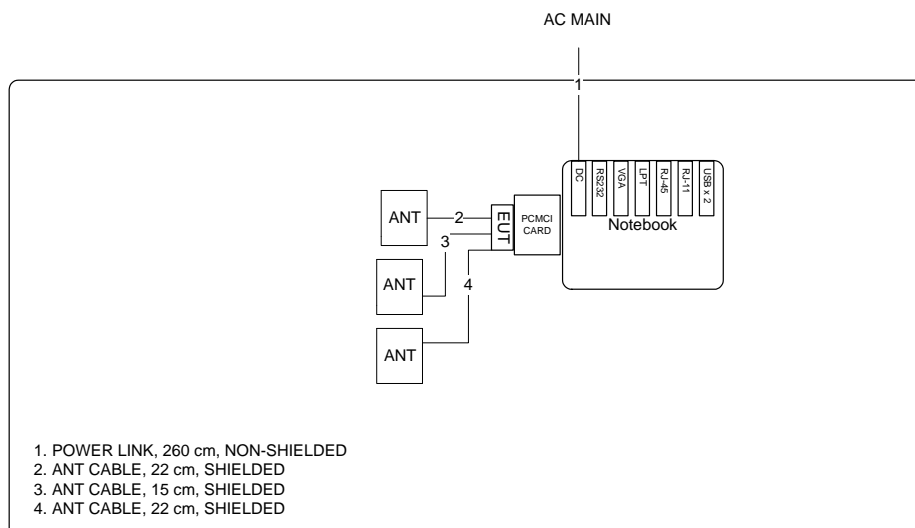 AC MAIN
1
DC
RS232
VGA
LPT
RJ-45
RJ-11
USB x 2
Notebook
ANT
2
EUT
PCMCI
CARD
3
ANT
4
ANT
1. POWER LINK, 260 cm, NON-SHIELDED
2. ANT CABLE, 22 cm, SHIELDED
3. ANT CABLE, 15 cm, SHIELDED
4. ANT CABLE, 22 cm, SHIELDED